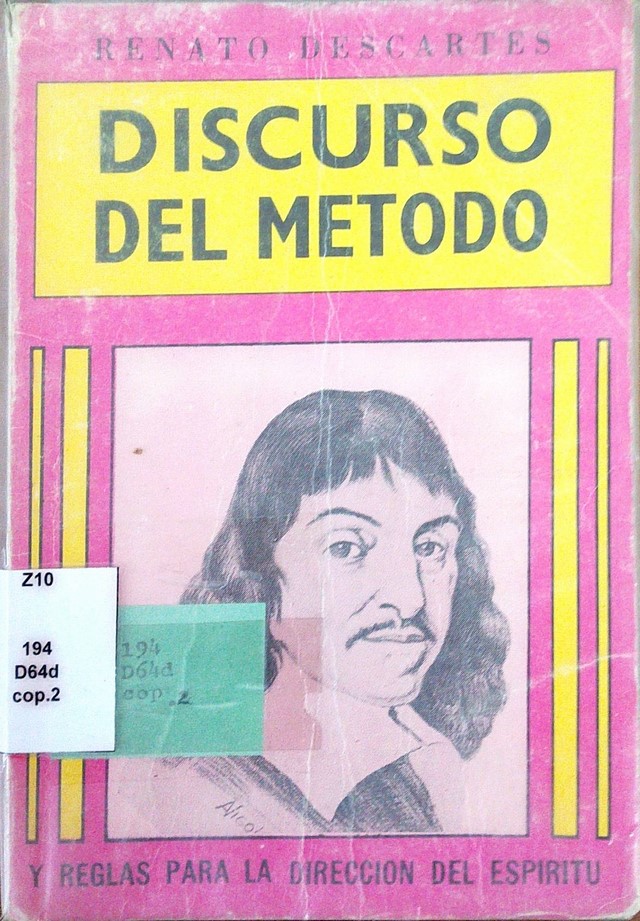 RENATO DESCARTES
DISCURSO
DEL METODO
Z10
194
D64d
cop.2
194
D64d
cop.2
Y REGLAS PARA LA DIRECCION DEL ESPIRITU